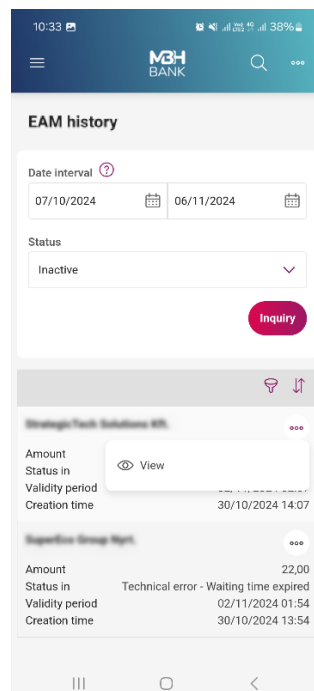 10:33 38%
MBH
BANK
EAM history
Date interval ?
07/10/2024 06/11/2024
Status
Inactive
Inquiry
Amount
Status in
View
Validity period
Creation time 30/10/2024 14:07
Amount 22,00
Status in Technical error - Waiting time expired
Validity period 02/11/2024 01:54
Creation time 30/10/2024 13:54